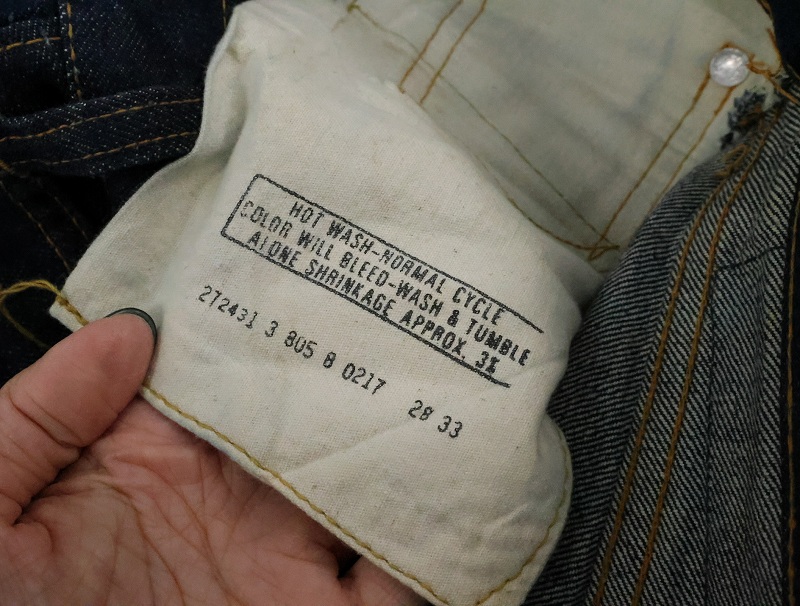 HOT WASH-NORMAL CYCLE
COLOR WILL BLEED-WASH & TUMBLE
ALONE SHRINKAGE APPROX. 3%
272431 3 805 8 0217 28 33